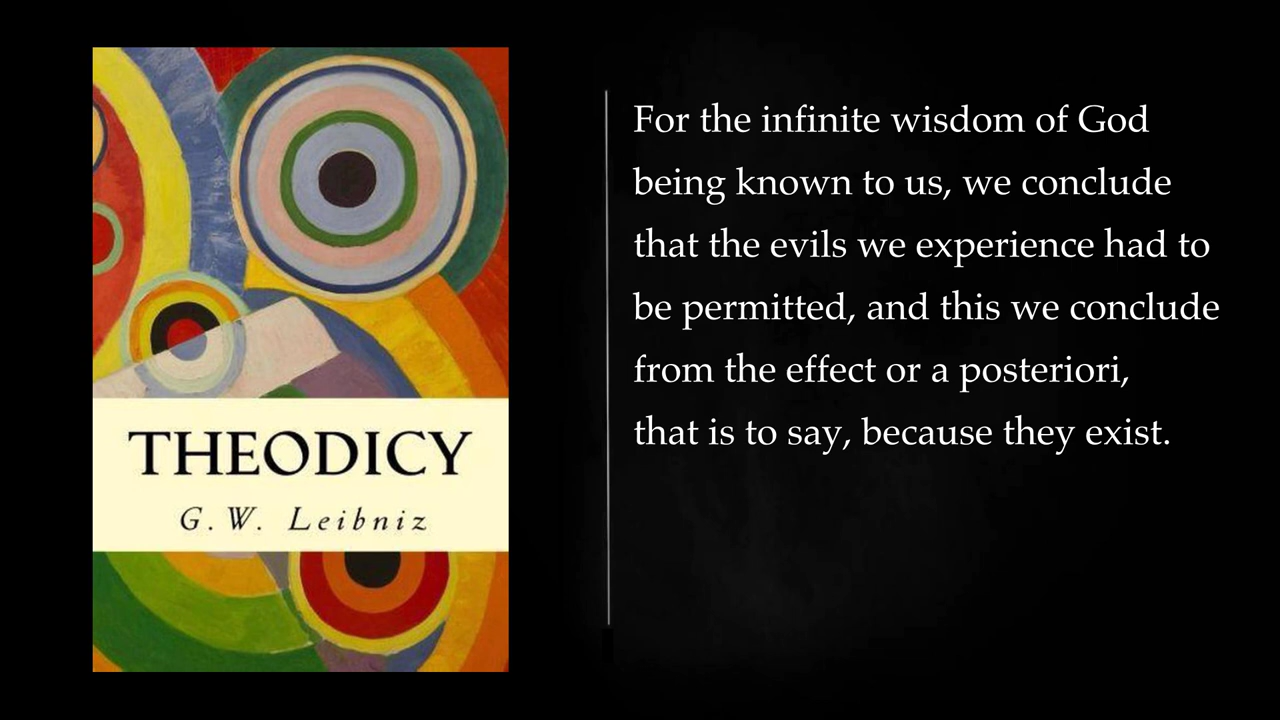 THEODICY
G. W. Leibniz
For the infinite wisdom of God
being known to us, we conclude
that the evils we experience had to
be permitted, and this we conclude
from the effect or a posteriori,
that is to say, because they exist.